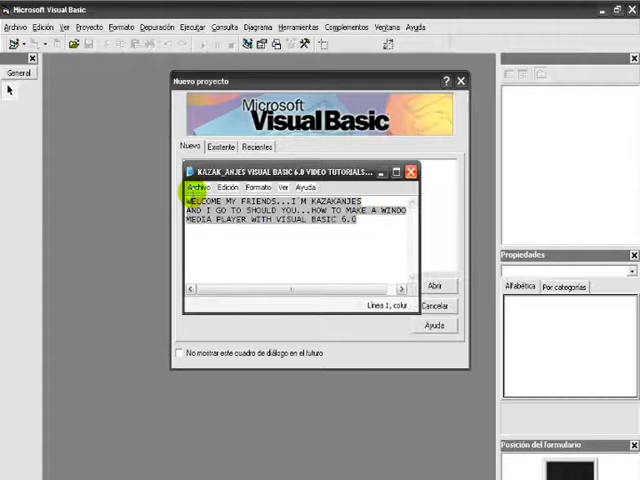 Microsoft Visual Basic
Archivo Edición Ver Proyecto Formato Depuración Ejecutar Consulta Diagrama Herramientas Complementos Ventana Ayuda
General
Nuevo proyecto
Microsoft
Visual Basic
Nuevo Existente Recientes
KAZAK_ANJES VISUAL BASIC 6.0 VIDEO TUTORIALS...
Archivo Edición Formato Ver Ayuda
WELCOME MY FRIENDS...I´M KAZAKANJES
AND I GO TO SHOULD YOU...HOW TO MAKE A WINDO
MEDIA PLAYER WITH VISUAL BASIC 6.0
Línea 1, colur
Abrir
Cancelar
Ayuda
No mostrar este cuadro de diálogo en el futuro
Propiedades
Alfabética Por categorías
Posición del formulario